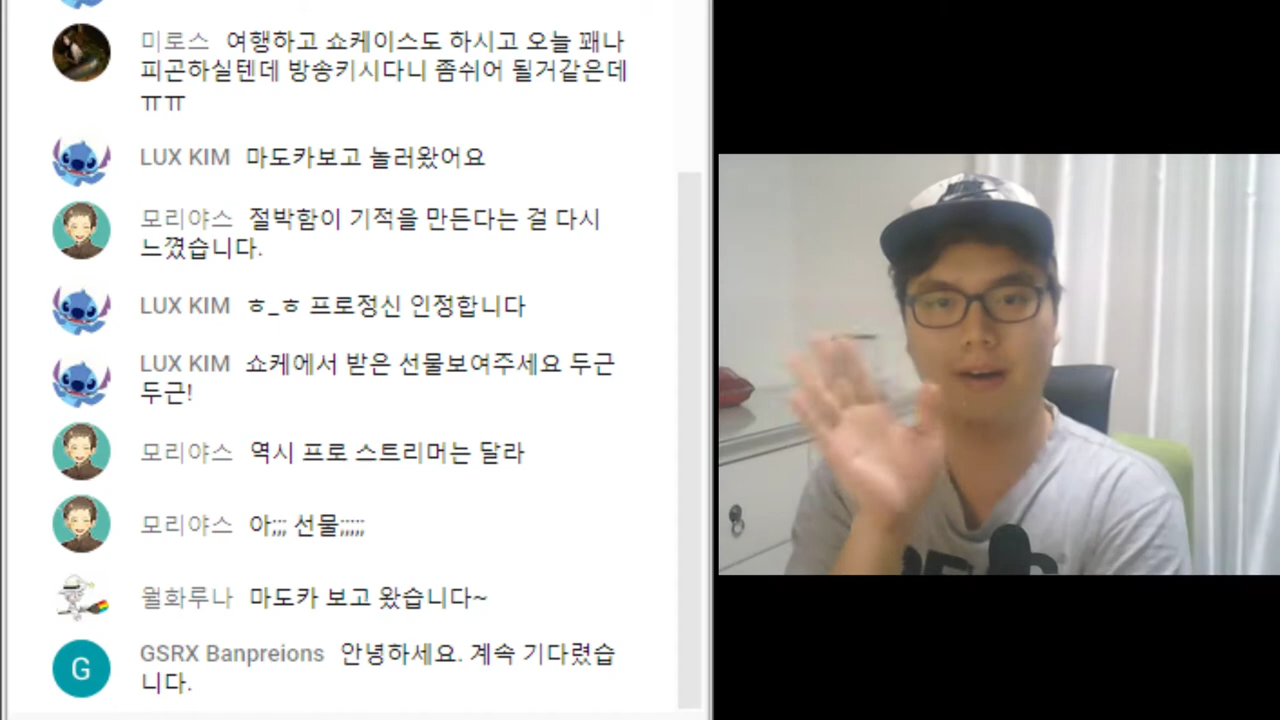 미로스 여행하고 쇼케이스도 하시고 오늘 꽤나
피곤하실텐데 방송키시다니 좀쉬어 될거같은데
ㅠㅠ
LUX KIM 마도카보고 놀러왔어요
모리야스 절박함이 기적을 만든다는 걸 다시
느꼈습니다.
LUX KIM ㅎ_ㅎ 프로정신 인정합니다
LUX KIM 쇼케에서 받은 선물보여주세요 두근
두근!
모리야스 역시 프로 스트리머는 달라
모리야스 아;;; 선물;;;;;
월화루나 마도카 보고 왔습니다~
G
GSRX Banpreions 안녕하세요. 계속 기다렸습
니다.